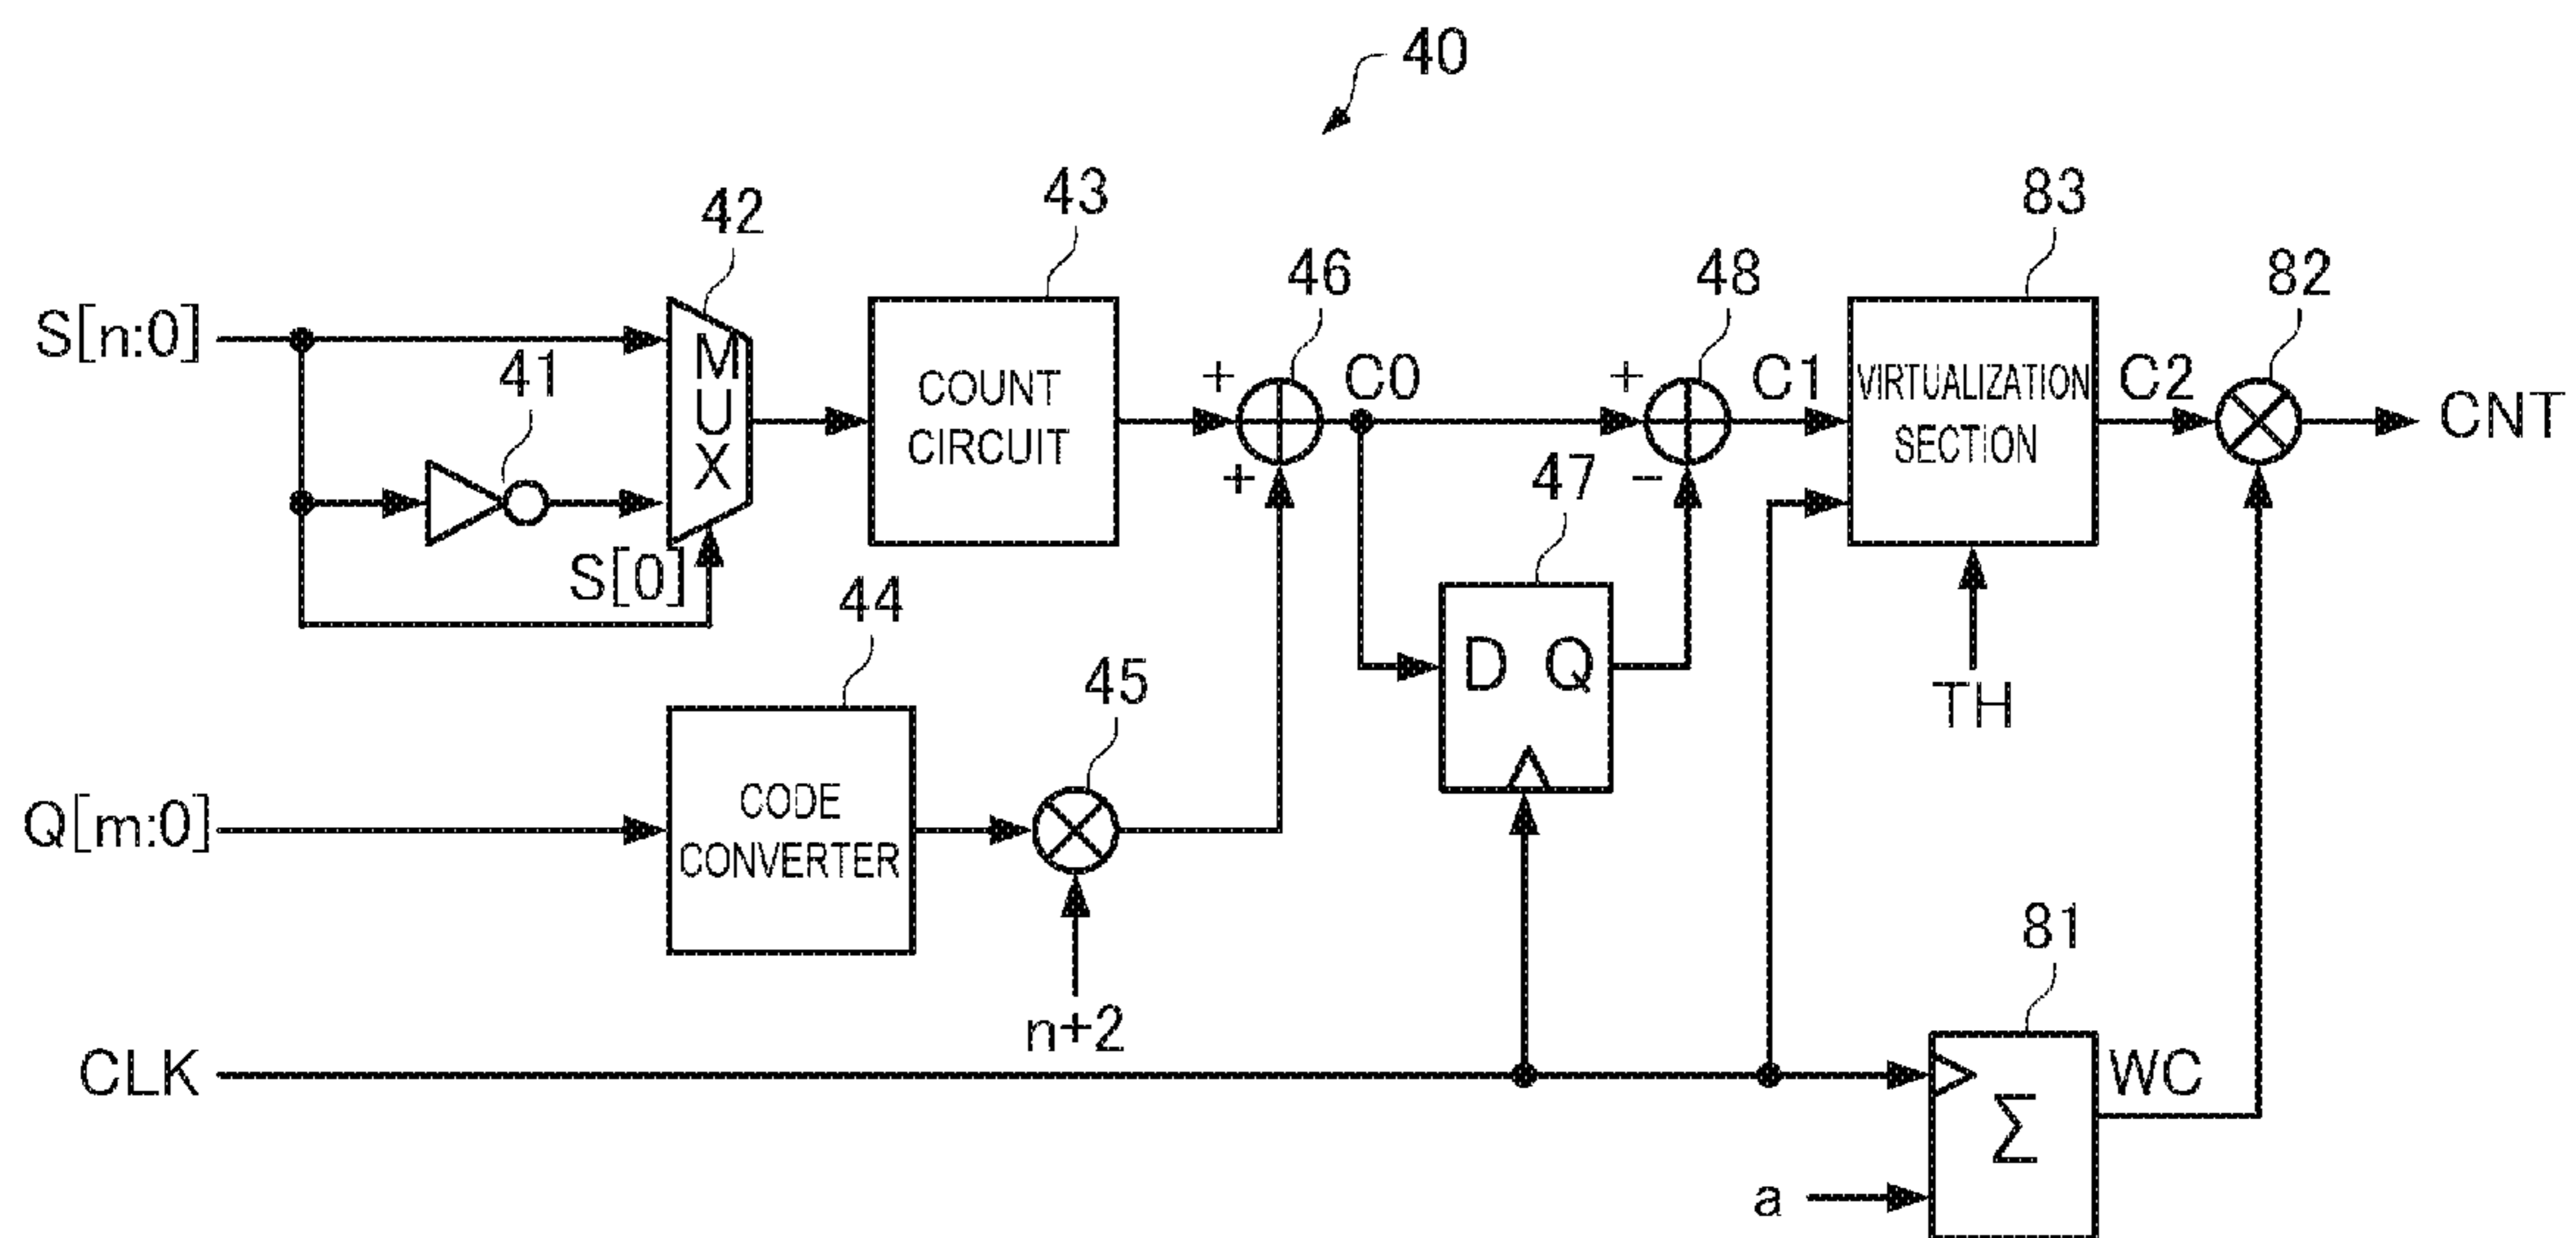 40
42
43
83
46
48
82
S[n:0]
41
MUX
COUNT
CIRCUIT
+
+
C0
+
−
C1
VIRTUALIZATION
SECTION
C2
CNT
47
S[0]
44
D Q
TH
45
Q[m:0]
CODE
CONVERTER
n+2
81
CLK
WC
Σ
a